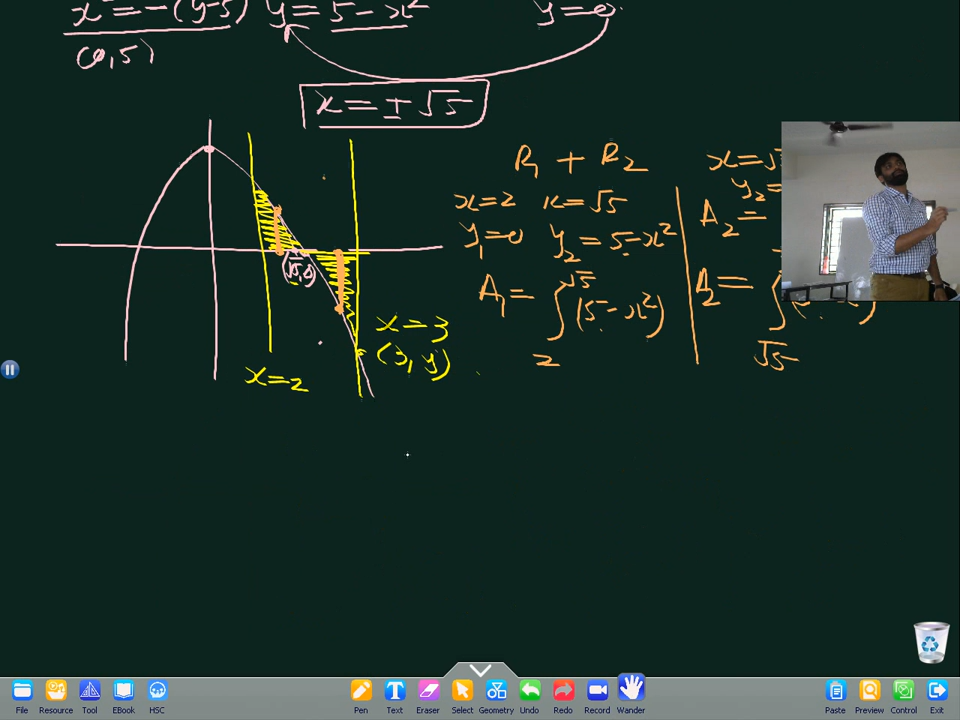 x² = -(y-5) y = 5-x² y=0
(0,5)
x = ±√5
R₁ + R₂
x=2 x=√5
y₁=0 y₂ = 5-x²
A₁ = ∫₂^√5 (5-x²)
y₂=
A₂ =
A₂ = ∫
√5
(√5,0)
x=3
(3, y)
x=2
File Resource Tool EBook HSC Pen Text Eraser Select Geometry Undo Redo Record Wander Paste Preview Control Exit